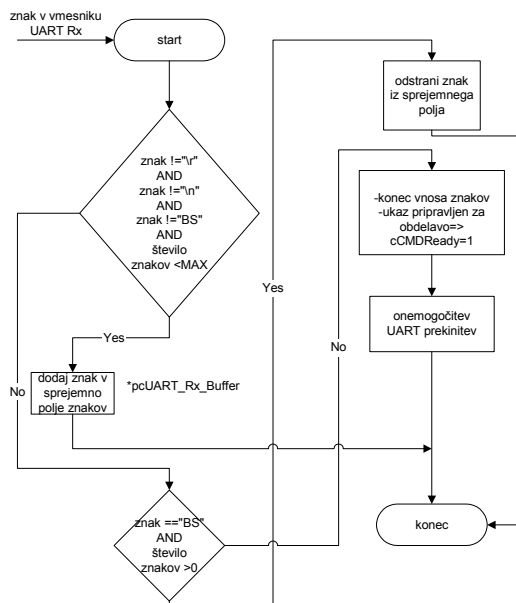 znak v vmesniku
UART Rx
start
znak !="\r"
AND
znak !="\n"
AND
znak !="BS"
AND
število
znakov <MAX
Yes
dodaj znak v
sprejemno
polje znakov
*pcUART_Rx_Buffer
No
znak =="BS"
AND
število
znakov >0
Yes
No
odstrani znak
iz sprejemnega
polja
-konec vnosa znakov
-ukaz pripravljen za
obdelavo=>
cCMDReady=1
onemogočitev
UART prekinitev
konec